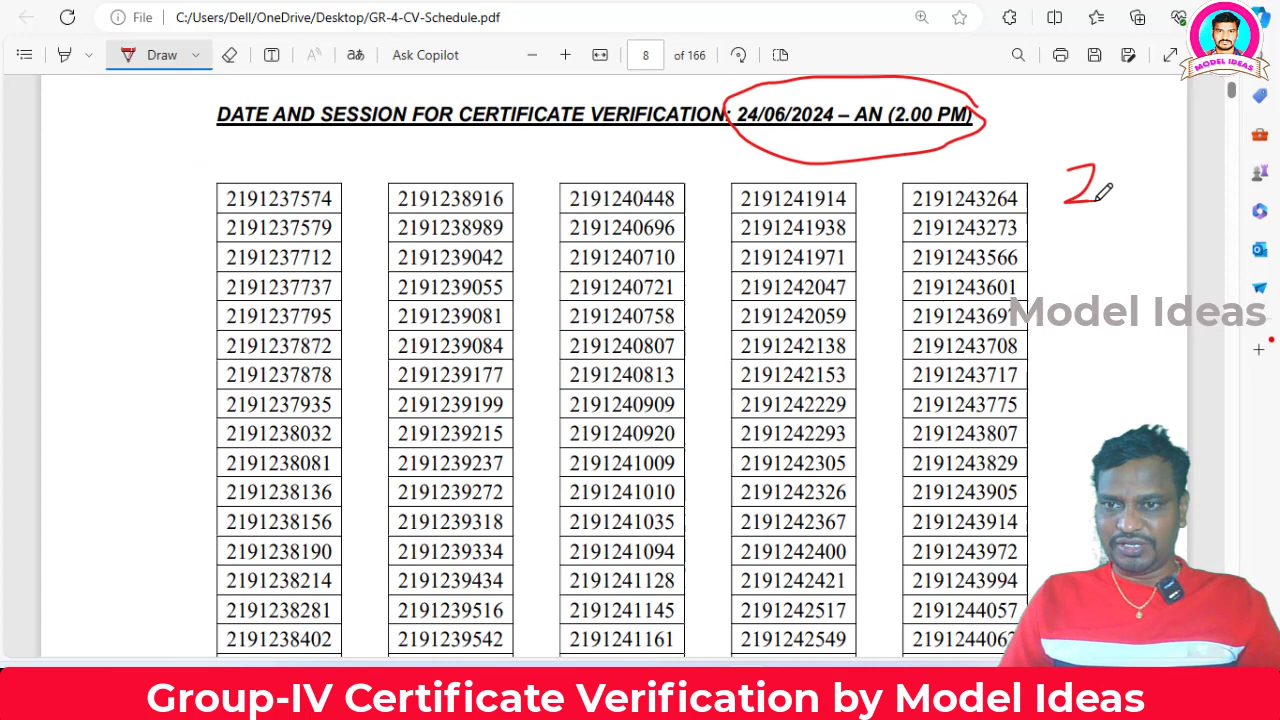 File C:/Users/Dell/OneDrive/Desktop/GR-4-CV-Schedule.pdf
Draw aあ Ask Copilot 8 of 166
MODEL IDEAS
DATE AND SESSION FOR CERTIFICATE VERIFICATION: 24/06/2024 – AN (2.00 PM)
2
2191237574 2191238916 2191240448 2191241914 2191243264
2191237579 2191238989 2191240696 2191241938 2191243273
2191237712 2191239042 2191240710 2191241971 2191243566
2191237737 2191239055 2191240721 2191242047 2191243601
2191237795 2191239081 2191240758 2191242059
Model Ideas
2191237872 2191239084 2191240807 2191242138 2191243708
2191237878 2191239177 2191240813 2191242153 2191243717
2191237935 2191239199 2191240909 2191242229 2191243775
2191238032 2191239215 2191240920 2191242293 2191243807
2191238081 2191239237 2191241009 2191242305 2191243829
2191238136 2191239272 2191241010 2191242326 2191243905
2191238156 2191239318 2191241035 2191242367 2191243914
2191238190 2191239334 2191241094 2191242400 2191243972
2191238214 2191239434 2191241128 2191242421 2191243994
2191238281 2191239516 2191241145 2191242517 2191244057
2191238402 2191239542 2191241161 2191242549
Group-IV Certificate Verification by Model Ideas